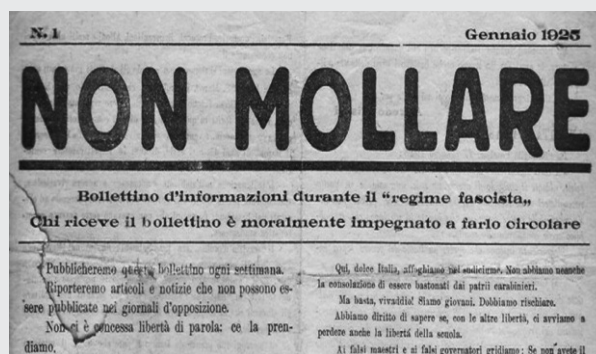 N. 1
Gennaio 1925
NON MOLLARE
Bollettino d'informazioni durante il "regime fascista„
Chi riceve il bollettino è moralmente impegnato a farlo circolare
Pubblicheremo questo bollettino ogni settimana.
Riporteremo articoli e notizie che non possono es-
sere pubblicate nei giornali d'opposizione.
Non ci è concessa libertà di parola: ce la pren-
diamo.
Qui, dolce Italia, affoghiamo nel sudiciume. Non abbiamo neanche
la consolazione di essere bastonati dai patrii carabinieri.
Ma basta, vivaddio! Siamo giovani. Dobbiamo rischiare.
Abbiamo diritto di sapere se, con le altre libertà, ci avviamo a
perdere anche la libertà della scuola.
Ai falsi maestri e ai falsi governatori gridiamo: Se non avete il